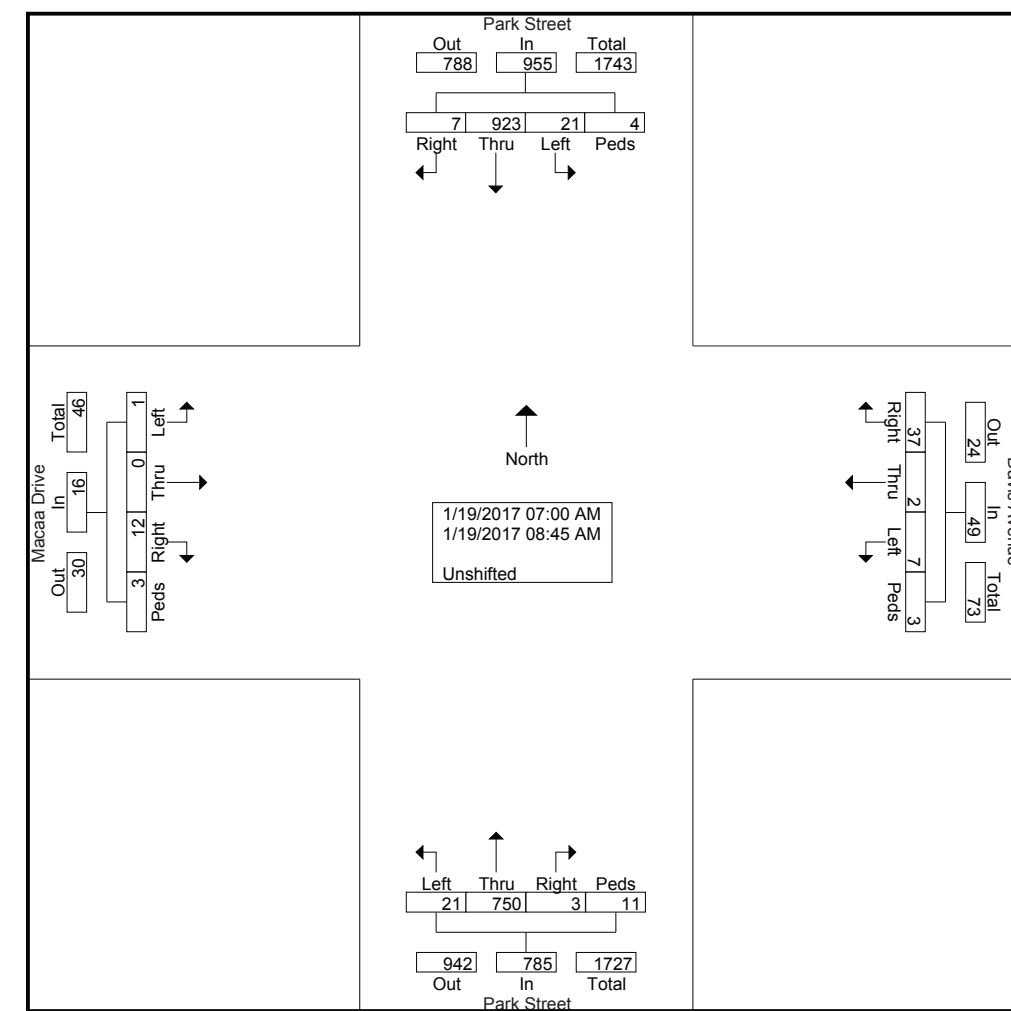 Park Street
Out In Total
788 955 1743
7 923 21 4
Right Thru Left Peds
Macaa Drive
Total In Out
46 16 30
1 0 12 3
Left Thru Right Peds
North
1/19/2017 07:00 AM
1/19/2017 08:45 AM
Unshifted
Right Thru Left Peds
37 2 7 3
Out In Total
24 49 73
Left Thru Right Peds
21 750 3 11
942 785 1727
Out In Total
Park Street